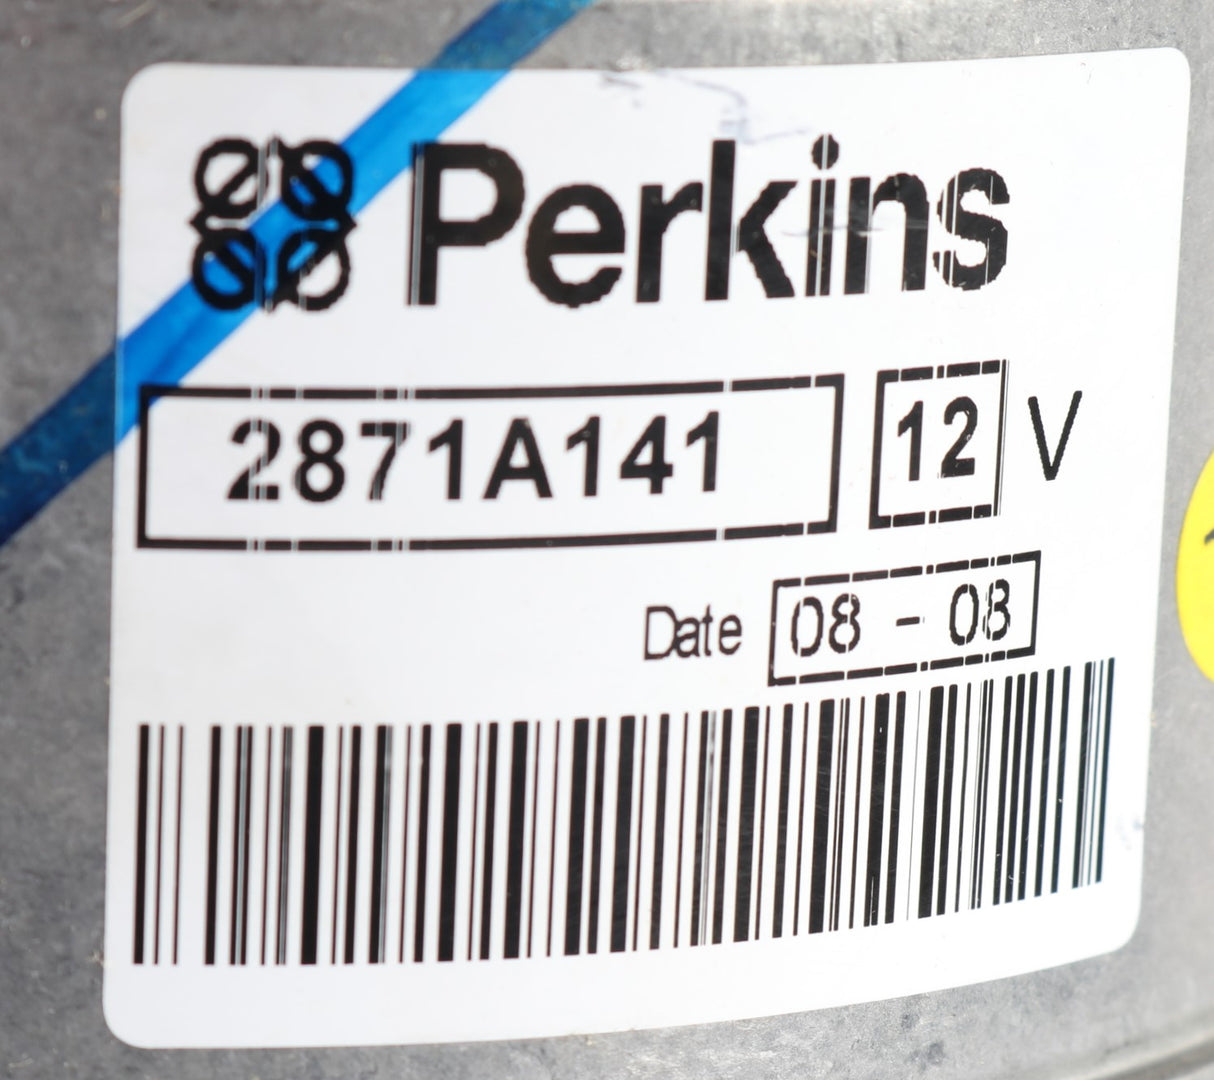 Perkins
2871A141 12 V
Date 08 - 08